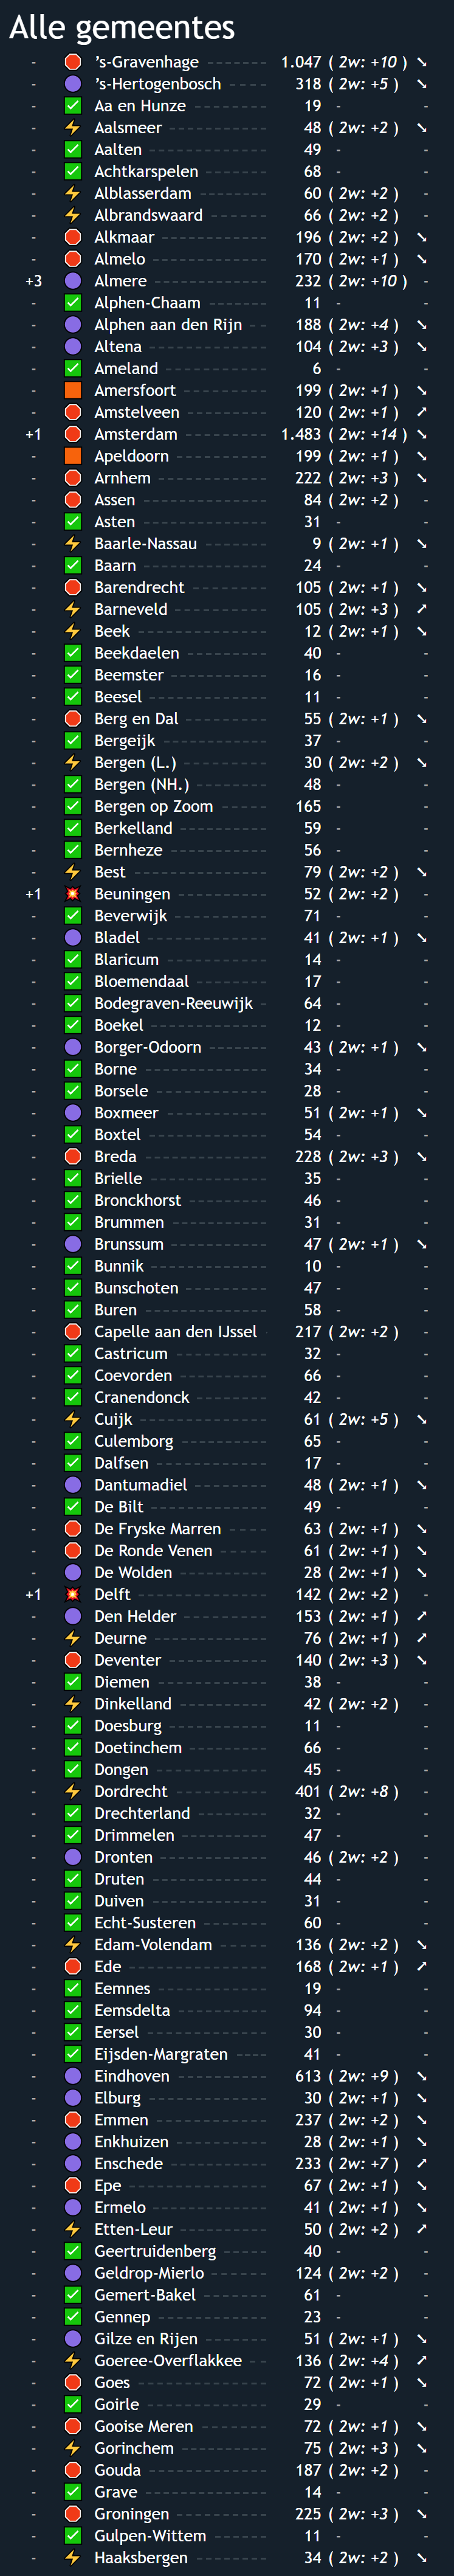 Alle gemeentes
- 's-Gravenhage 1.047 ( 2w: +10 ) ➘
- 's-Hertogenbosch 318 ( 2w: +5 ) ➘
- Aa en Hunze 19 - -
- Aalsmeer 48 ( 2w: +2 ) ➘
- Aalten 49 - -
- Achtkarspelen 68 - -
- Alblasserdam 60 ( 2w: +2 ) -
- Albrandswaard 66 ( 2w: +2 ) -
- Alkmaar 196 ( 2w: +2 ) ➘
- Almelo 170 ( 2w: +1 ) ➘
+3 Almere 232 ( 2w: +10 ) -
- Alphen-Chaam 11 - -
- Alphen aan den Rijn 188 ( 2w: +4 ) ➘
- Altena 104 ( 2w: +3 ) ➘
- Ameland 6 - -
- Amersfoort 199 ( 2w: +1 ) ➘
- Amstelveen 120 ( 2w: +1 ) ➚
+1 Amsterdam 1.483 ( 2w: +14 ) ➘
- Apeldoorn 199 ( 2w: +1 ) ➘
- Arnhem 222 ( 2w: +3 ) ➘
- Assen 84 ( 2w: +2 ) -
- Asten 31 - -
- Baarle-Nassau 9 ( 2w: +1 ) ➘
- Baarn 24 - -
- Barendrecht 105 ( 2w: +1 ) ➘
- Barneveld 105 ( 2w: +3 ) ➚
- Beek 12 ( 2w: +1 ) ➘
- Beekdaelen 40 - -
- Beemster 16 - -
- Beesel 11 - -
- Berg en Dal 55 ( 2w: +1 ) ➘
- Bergeijk 37 - -
- Bergen (L.) 30 ( 2w: +2 ) ➘
- Bergen (NH.) 48 - -
- Bergen op Zoom 165 - -
- Berkelland 59 - -
- Bernheze 56 - -
- Best 79 ( 2w: +2 ) ➘
+1 Beuningen 52 ( 2w: +2 ) -
- Beverwijk 71 - -
- Bladel 41 ( 2w: +1 ) ➘
- Blaricum 14 - -
- Bloemendaal 17 - -
- Bodegraven-Reeuwijk 64 - -
- Boekel 12 - -
- Borger-Odoorn 43 ( 2w: +1 ) ➘
- Borne 34 - -
- Borsele 28 - -
- Boxmeer 51 ( 2w: +1 ) ➘
- Boxtel 54 - -
- Breda 228 ( 2w: +3 ) ➘
- Brielle 35 - -
- Bronckhorst 46 - -
- Brummen 31 - -
- Brunssum 47 ( 2w: +1 ) ➘
- Bunnik 10 - -
- Bunschoten 47 - -
- Buren 58 - -
- Capelle aan den IJssel 217 ( 2w: +2 ) -
- Castricum 32 - -
- Coevorden 66 - -
- Cranendonck 42 - -
- Cuijk 61 ( 2w: +5 ) ➘
- Culemborg 65 - -
- Dalfsen 17 - -
- Dantumadiel 48 ( 2w: +1 ) ➘
- De Bilt 49 - -
- De Fryske Marren 63 ( 2w: +1 ) ➘
- De Ronde Venen 61 ( 2w: +1 ) ➘
- De Wolden 28 ( 2w: +1 ) ➘
+1 Delft 142 ( 2w: +2 ) -
- Den Helder 153 ( 2w: +1 ) ➚
- Deurne 76 ( 2w: +1 ) ➚
- Deventer 140 ( 2w: +3 ) ➘
- Diemen 38 - -
- Dinkelland 42 ( 2w: +2 ) -
- Doesburg 11 - -
- Doetinchem 66 - -
- Dongen 45 - -
- Dordrecht 401 ( 2w: +8 ) -
- Drechterland 32 - -
- Drimmelen 47 - -
- Dronten 46 ( 2w: +2 ) -
- Druten 44 - -
- Duiven 31 - -
- Echt-Susteren 60 - -
- Edam-Volendam 136 ( 2w: +2 ) ➘
- Ede 168 ( 2w: +1 ) ➚
- Eemnes 19 - -
- Eemsdelta 94 - -
- Eersel 30 - -
- Eijsden-Margraten 41 - -
- Eindhoven 613 ( 2w: +9 ) ➘
- Elburg 30 ( 2w: +1 ) ➘
- Emmen 237 ( 2w: +2 ) ➘
- Enkhuizen 28 ( 2w: +1 ) ➘
- Enschede 233 ( 2w: +7 ) ➚
- Epe 67 ( 2w: +1 ) ➘
- Ermelo 41 ( 2w: +1 ) ➘
- Etten-Leur 50 ( 2w: +2 ) ➚
- Geertruidenberg 40 - -
- Geldrop-Mierlo 124 ( 2w: +2 ) -
- Gemert-Bakel 61 - -
- Gennep 23 - -
- Gilze en Rijen 51 ( 2w: +1 ) ➘
- Goeree-Overflakkee 136 ( 2w: +4 ) ➚
- Goes 72 ( 2w: +1 ) ➘
- Goirle 29 - -
- Gooise Meren 72 ( 2w: +1 ) ➘
- Gorinchem 75 ( 2w: +3 ) ➘
- Gouda 187 ( 2w: +2 ) -
- Grave 14 - -
- Groningen 225 ( 2w: +3 ) ➘
- Gulpen-Wittem 11 - -
- Haaksbergen 34 ( 2w: +2 ) ➘